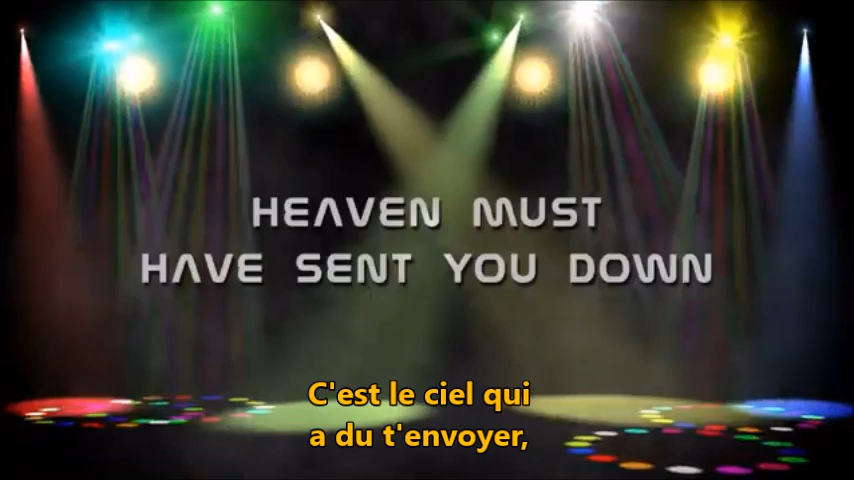 HEAVEN MUST
HAVE SENT YOU DOWN
C'est le ciel qui
a du t'envoyer,